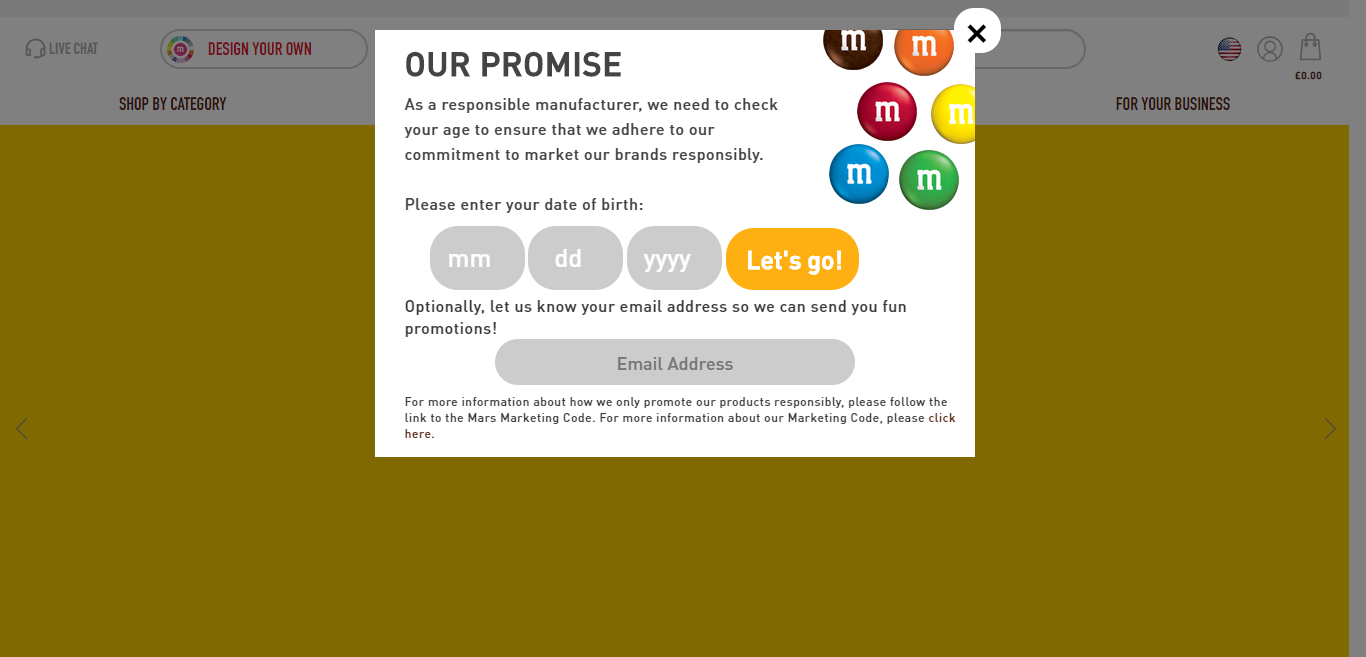 LIVE CHAT
DESIGN YOUR OWN
£0.00
SHOP BY CATEGORY
FOR YOUR BUSINESS
OUR PROMISE
As a responsible manufacturer, we need to check
your age to ensure that we adhere to our
commitment to market our brands responsibly.
Please enter your date of birth:
mm
dd
yyyy
Let's go!
Optionally, let us know your email address so we can send you fun
promotions!
Email Address
For more information about how we only promote our products responsibly, please follow the
link to the Mars Marketing Code. For more information about our Marketing Code, please click
here.
m
m
m
m
m
m
m